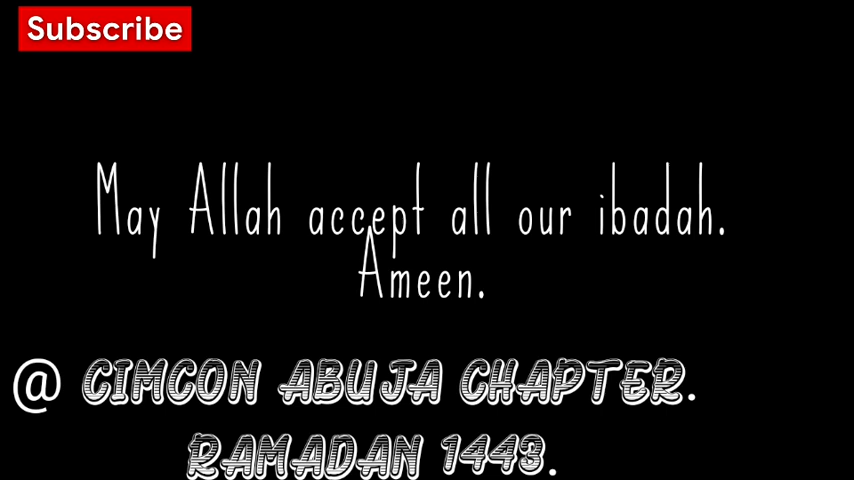 Subscribe
May Allah accept all our ibadah.
Ameen.
@ CIMCON ABUJA CHAPTER.
RAMADAN 1443.